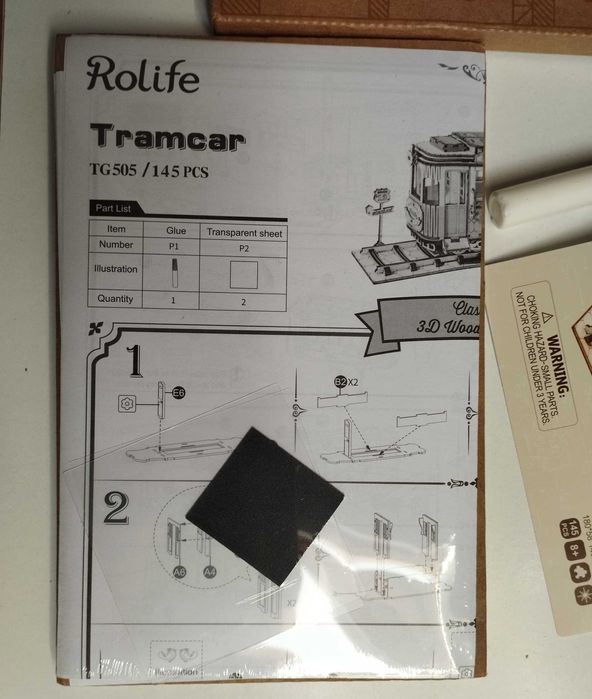 Rolife
Tramcar
TG505 / 145 PCS
Part List
Item Glue Transparent sheet
Number P1 P2
Illustration
Quantity 1 2
3D Wood
1
E6
B2 X2
2
A6 A4
⚠ WARNING:
CHOKING HAZARD-SMALL PARTS.
NOT FOR CHILDREN UNDER 3 YEARS.
145 PCS
8+